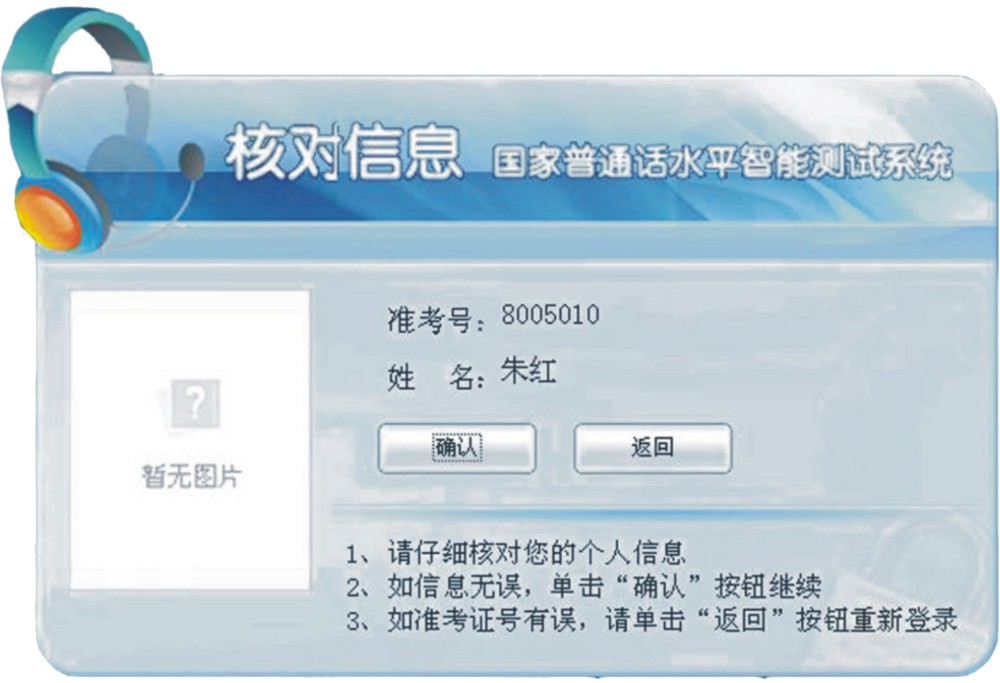 核对信息 国家普通话水平智能测试系统
准考号：8005010
姓 名：朱红
确认 返回
暂无图片
1、请仔细核对您的个人信息
2、如信息无误，单击“确认”按钮继续
3、如准考证号有误，请单击“返回”按钮重新登录